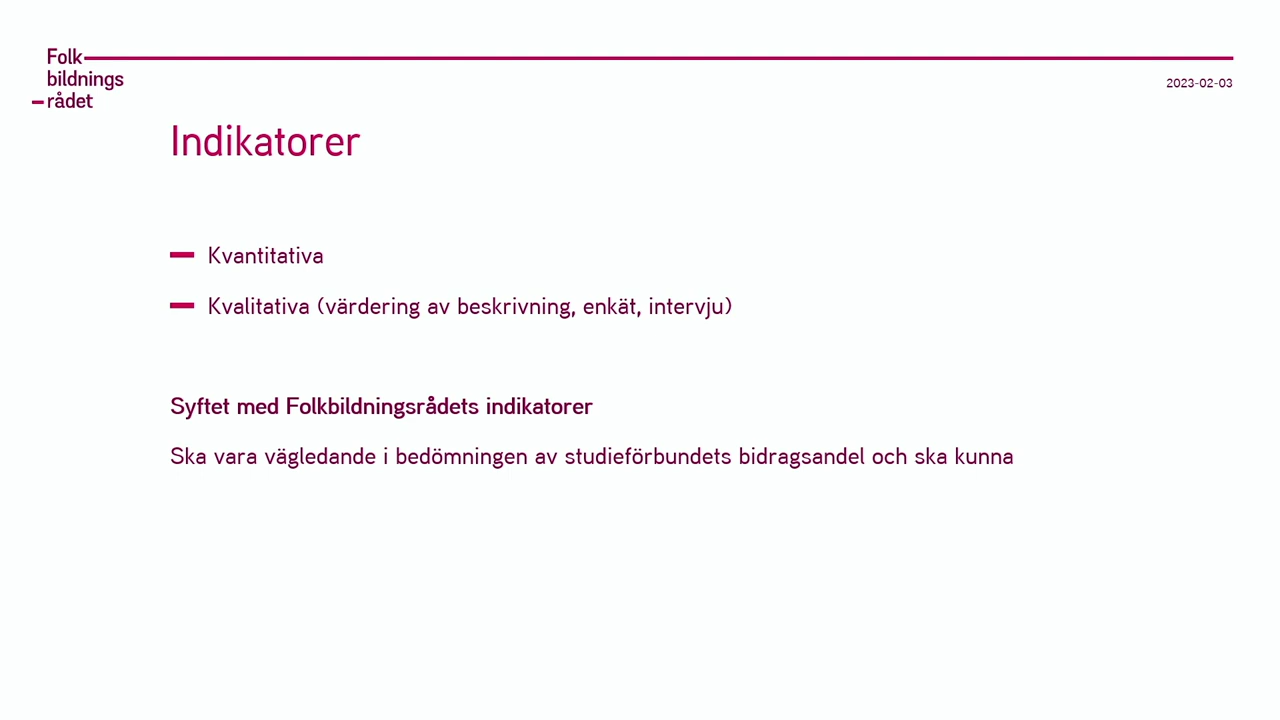 Folk
bildnings
rådet
2023-02-03
Indikatorer
Kvantitativa
Kvalitativa (värdering av beskrivning, enkät, intervju)
Syftet med Folkbildningsrådets indikatorer
Ska vara vägledande i bedömningen av studieförbundets bidragsandel och ska kunna